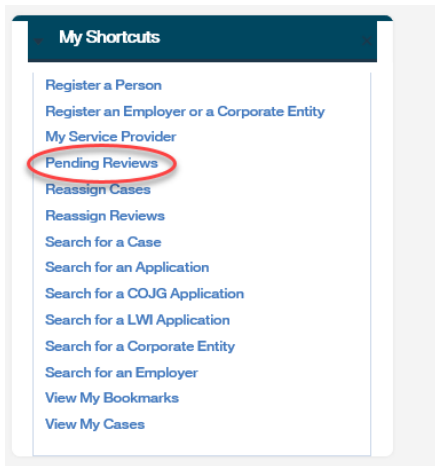 My Shortcuts
Register a Person
Register an Employer or a Corporate Entity
My Service Provider
Pending Reviews
Reassign Cases
Reassign Reviews
Search for a Case
Search for an Application
Search for a COJG Application
Search for a LWI Application
Search for a Corporate Entity
Search for an Employer
View My Bookmarks
View My Cases